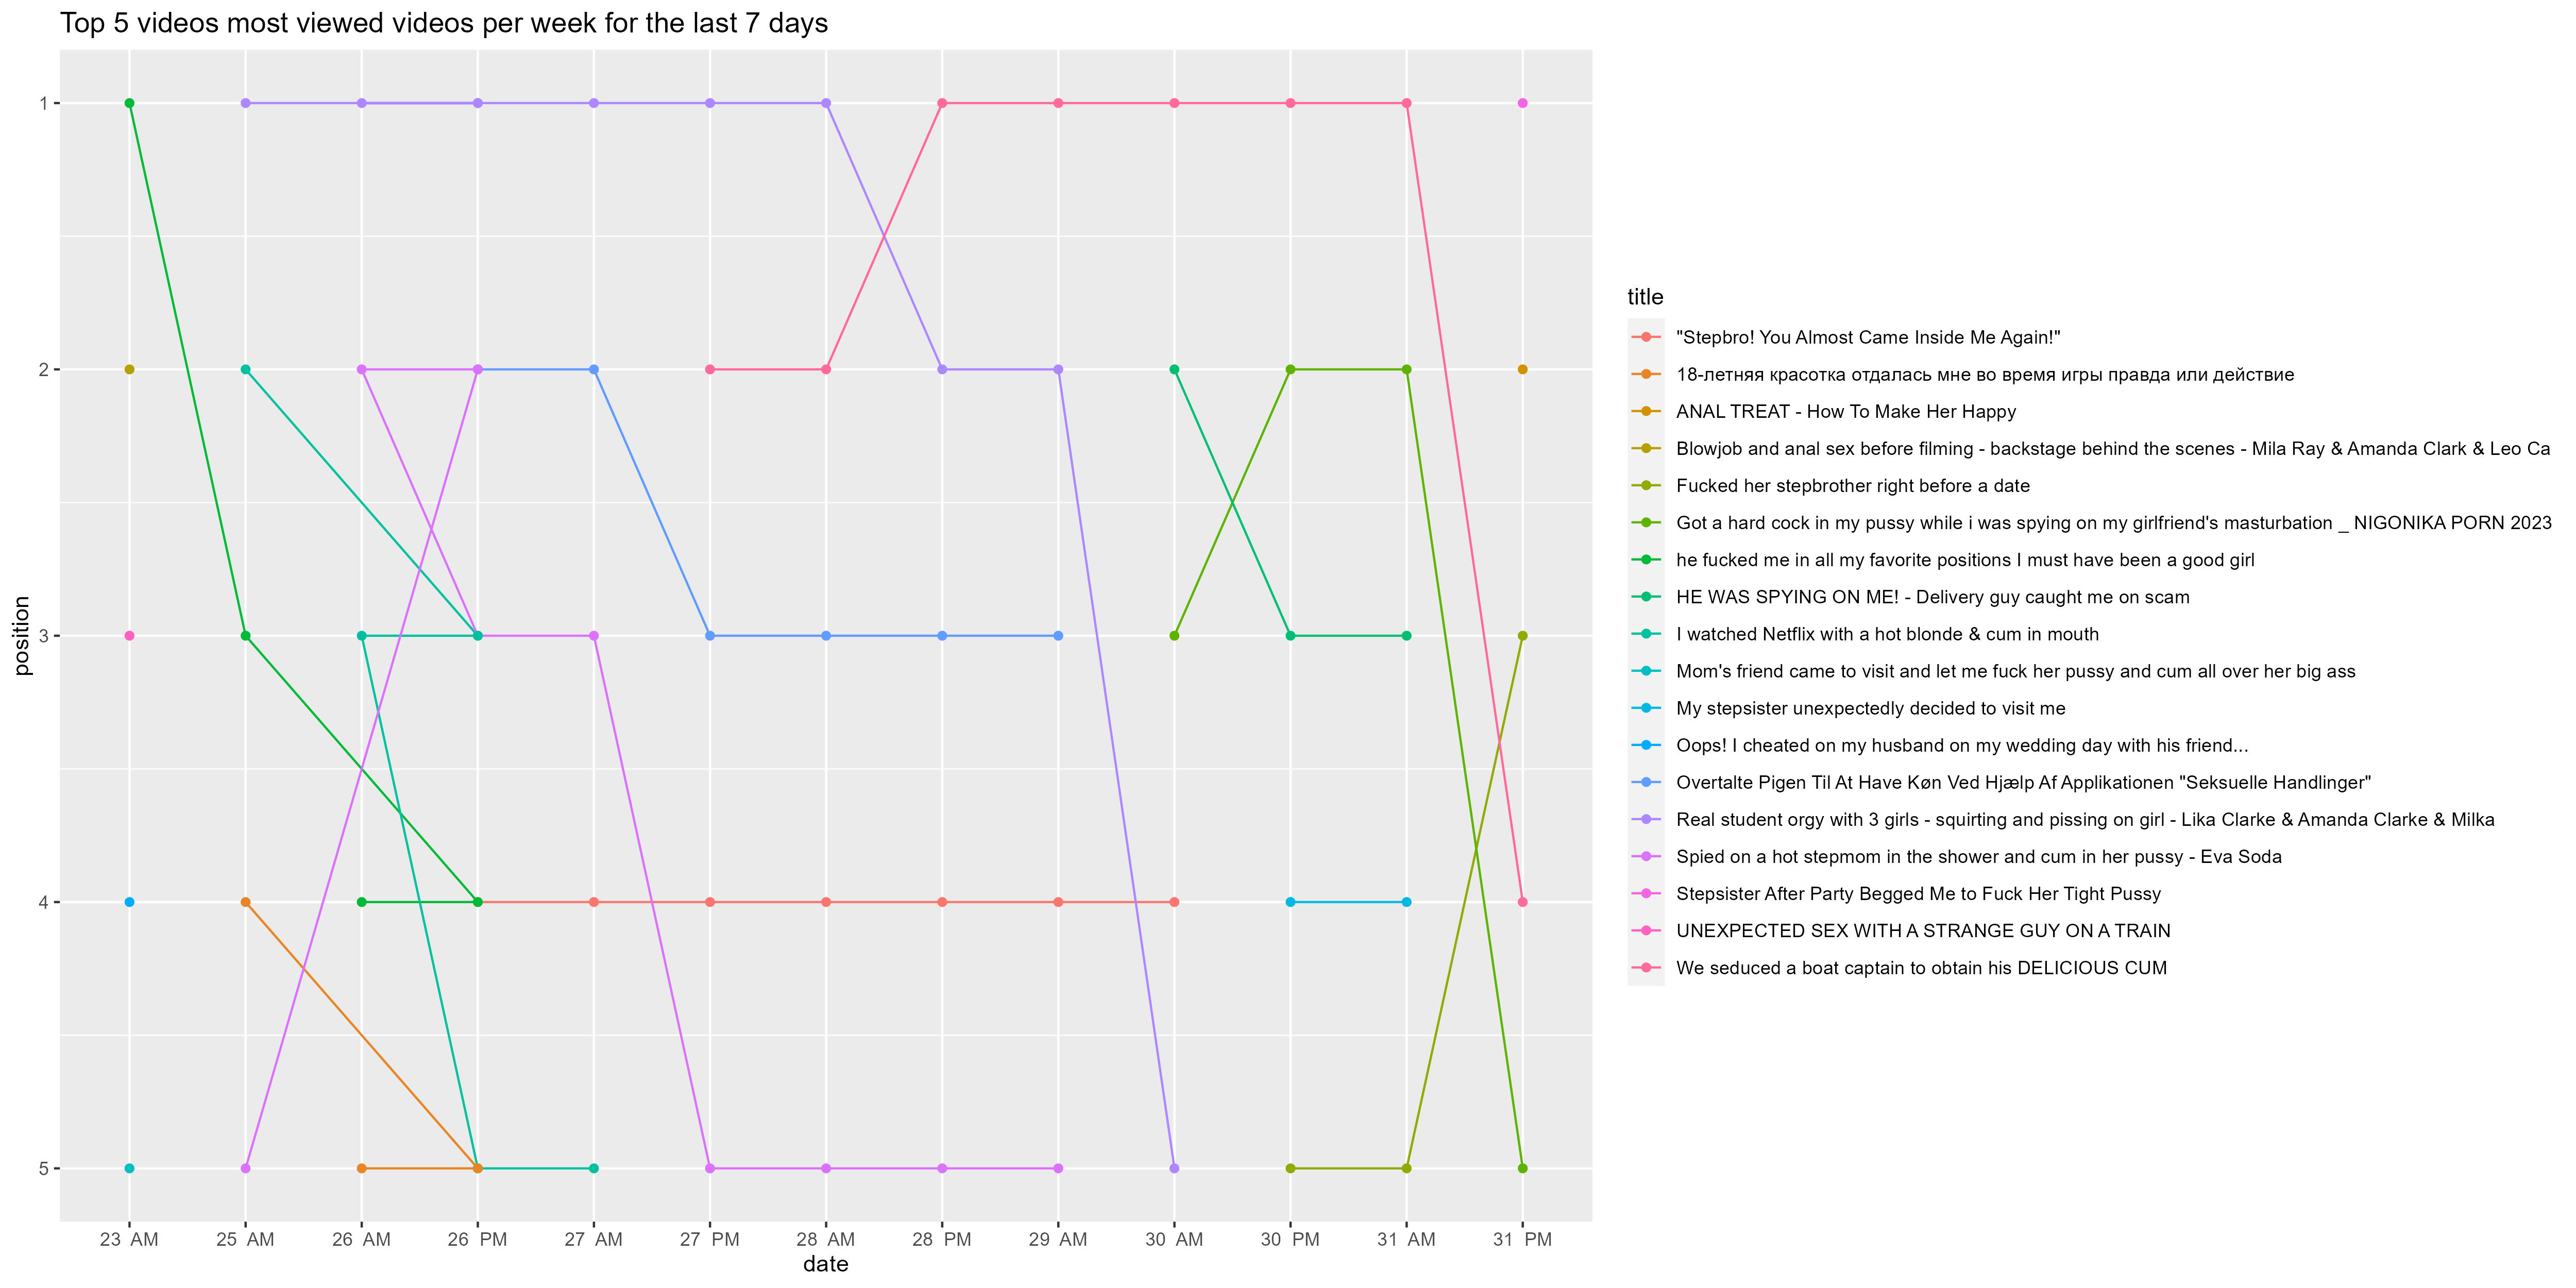 Top 5 videos most viewed videos per week for the last 7 days
position
1
2
3
4
5
23 AM
25 AM
26 AM
26 PM
27 AM
27 PM
28 AM
28 PM
29 AM
30 AM
30 PM
31 AM
31 PM
date
title
"Stepbro! You Almost Came Inside Me Again!"
18-летняя красотка отдалась мне во время игры правда или действие
ANAL TREAT - How To Make Her Happy
Blowjob and anal sex before filming - backstage behind the scenes - Mila Ray & Amanda Clark & Leo Ca
Fucked her stepbrother right before a date
Got a hard cock in my pussy while i was spying on my girlfriend's masturbation _ NIGONIKA PORN 2023
he fucked me in all my favorite positions I must have been a good girl
HE WAS SPYING ON ME! - Delivery guy caught me on scam
I watched Netflix with a hot blonde & cum in mouth
Mom's friend came to visit and let me fuck her pussy and cum all over her big ass
My stepsister unexpectedly decided to visit me
Oops! I cheated on my husband on my wedding day with his friend...
Overtalte Pigen Til At Have Køn Ved Hjælp Af Applikationen "Seksuelle Handlinger"
Real student orgy with 3 girls - squirting and pissing on girl - Lika Clarke & Amanda Clarke & Milka
Spied on a hot stepmom in the shower and cum in her pussy - Eva Soda
Stepsister After Party Begged Me to Fuck Her Tight Pussy
UNEXPECTED SEX WITH A STRANGE GUY ON A TRAIN
We seduced a boat captain to obtain his DELICIOUS CUM